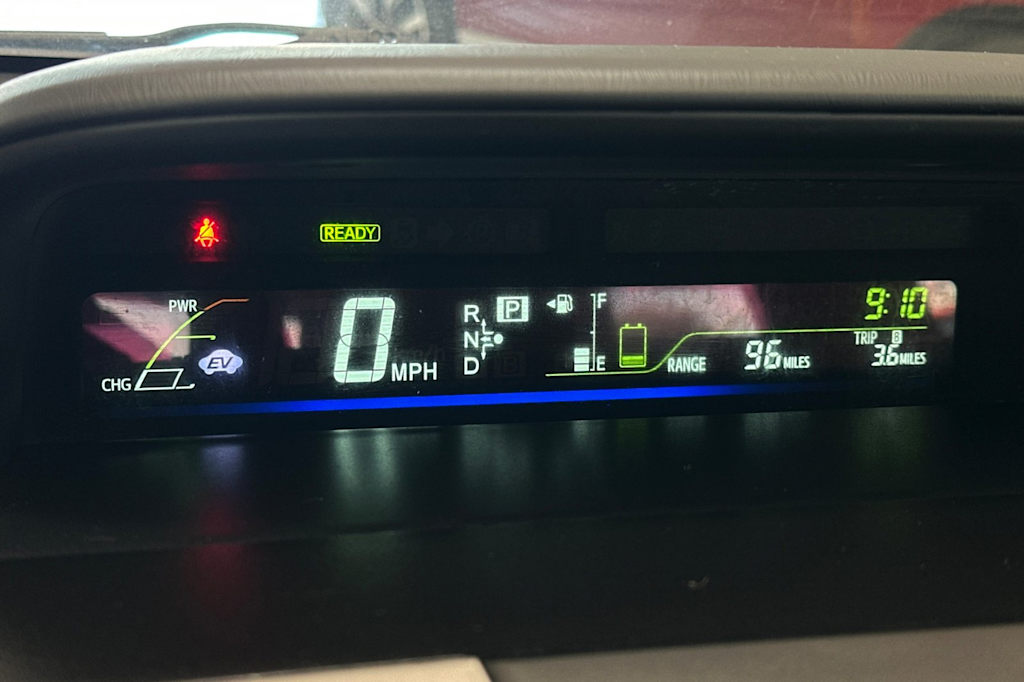 READY
PWR
CHG
EV
0 MPH
R P
N
D
F
E
9:10
RANGE 96 MILES
TRIP B
3.6 MILES